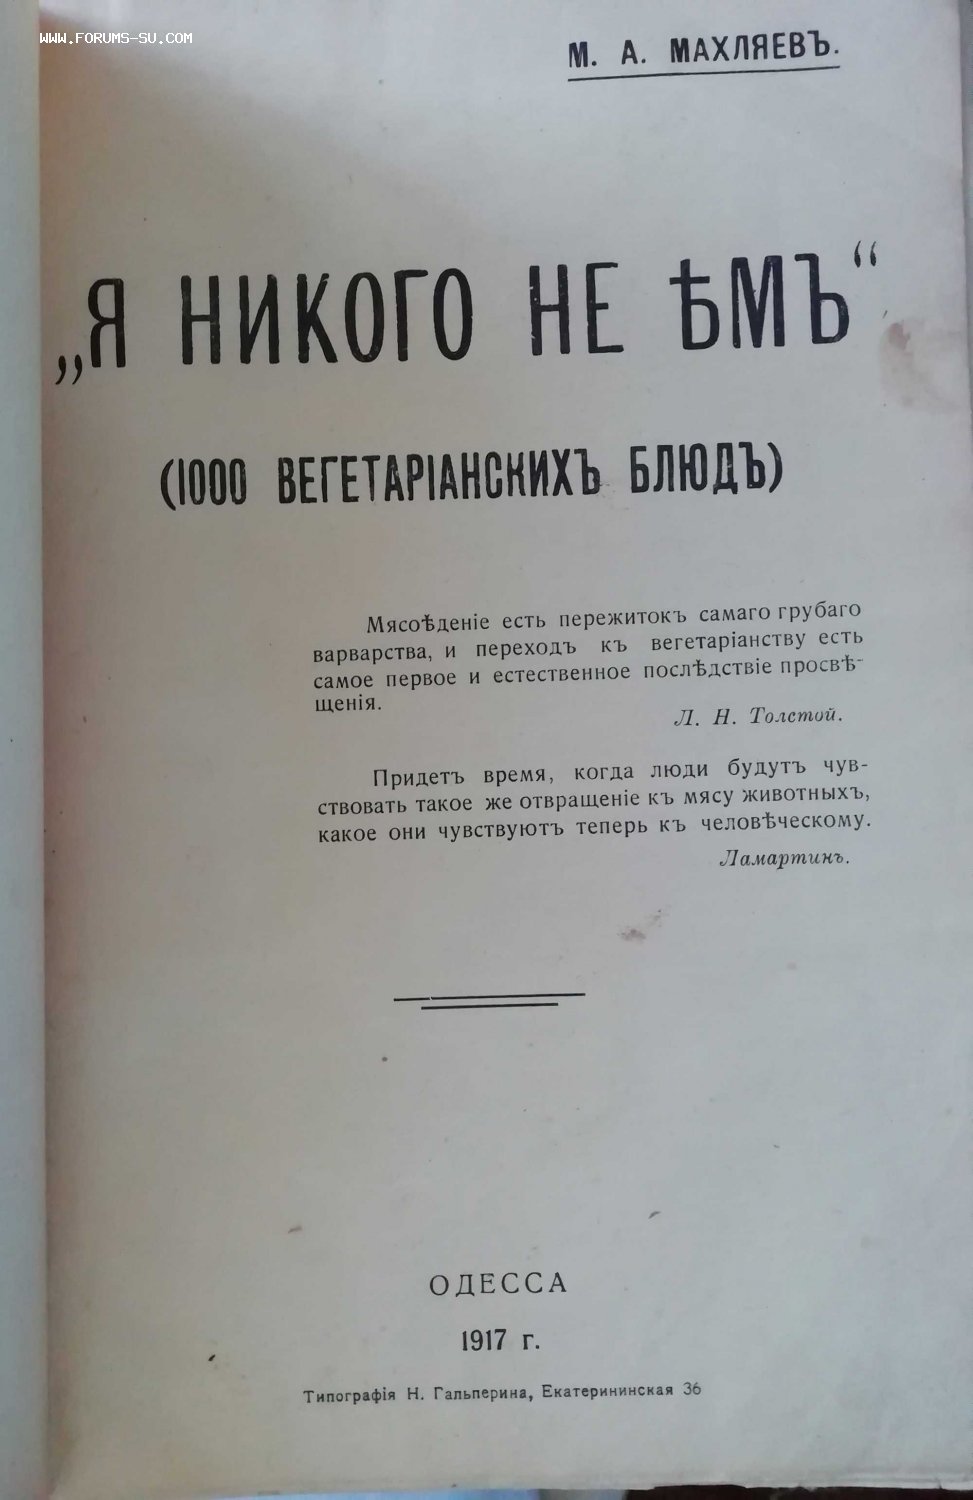 WWW.FORUMS-SU.COM
М. А. МАХЛЯЕВЪ.
„Я НИКОГО НЕ ѢМЪ“
(1000 ВЕГЕТАРІАНСКИХЪ БЛЮДЪ)
Мясоѣденіе есть пережитокъ самаго грубаго
варварства, и переходъ къ вегетаріанству есть
самое первое и естественное послѣдствіе просвѣ-
щенія.
Л. Н. Толстой.
Придетъ время, когда люди будутъ чув-
ствовать такое же отвращеніе къ мясу животныхъ,
какое они чувствуютъ теперь къ человѣческому.
Ламартинъ.
ОДЕССА
1917 г.
Типографія Н. Гальперина, Екатерининская 36